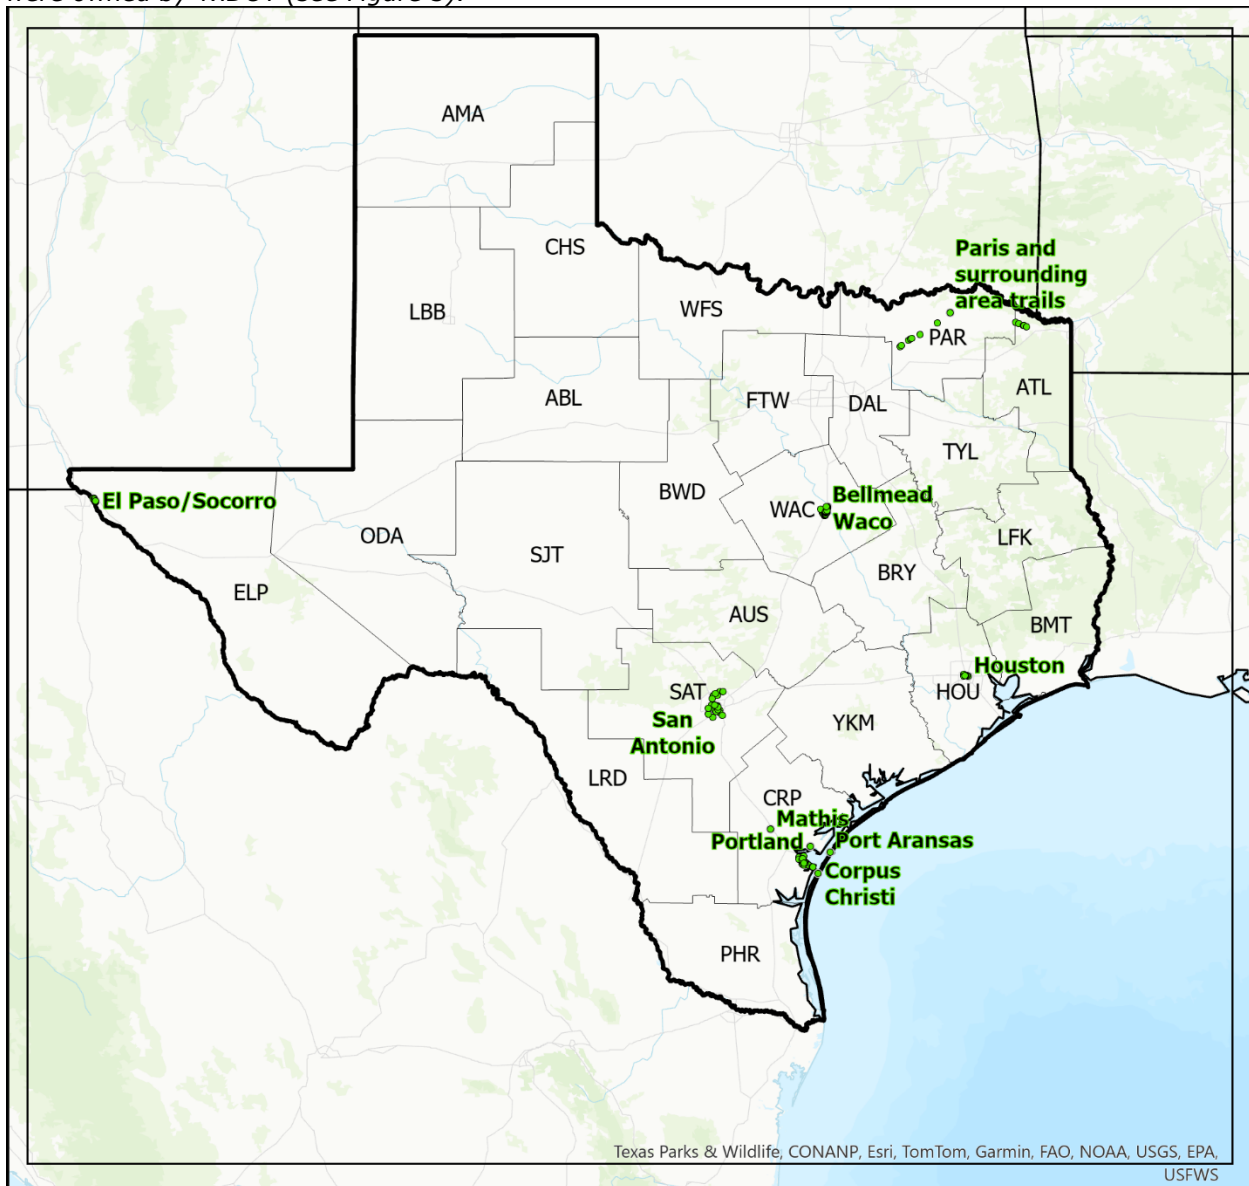 AMA
CHS
Paris and
surrounding
area trails
LBB
WFS
PAR
ATL
ABL
FTW
DAL
TYL
El Paso/Socorro
BWD
WAC
Bellmead
Waco
ODA
SJT
LFK
BRY
ELP
AUS
BMT
Houston
SAT
HOU
San
Antonio
YKM
LRD
CRP
Mathis
Portland
Port Aransas
Corpus
Christi
PHR
Texas Parks & Wildlife, CONANP, Esri, TomTom, Garmin, FAO, NOAA, USGS, EPA,
USFWS